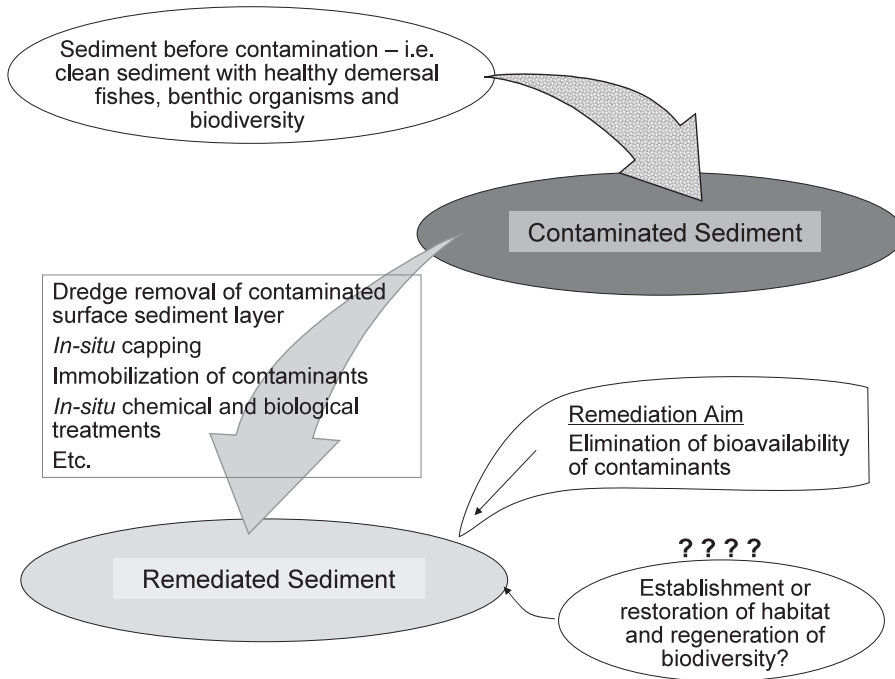 Sediment before contamination – i.e.
clean sediment with healthy demersal
fishes, benthic organisms and
biodiversity
Contaminated Sediment
Dredge removal of contaminated
surface sediment layer
In-situ capping
Immobilization of contaminants
In-situ chemical and biological
treatments
Etc.
Remediation Aim
Elimination of bioavailability
of contaminants
Remediated Sediment
? ? ? ?
Establishment or
restoration of habitat
and regeneration of
biodiversity?